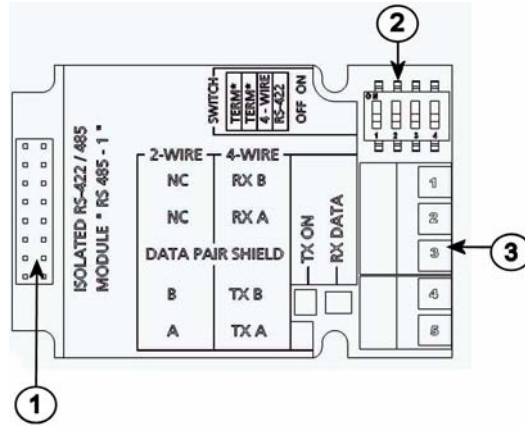 2
ON
1 2 3 4
SWITCH
TERM*
TERM*
4 - WIRE
RS-422
OFF ON
ISOLATED RS-422 / 485
MODULE " RS 485 - 1 "
2-WIRE 4-WIRE
NC RX B
NC RX A
DATA PAIR SHIELD
B TX B
A TX A
TX ON
RX DATA
1
2
3
4
5
3
1